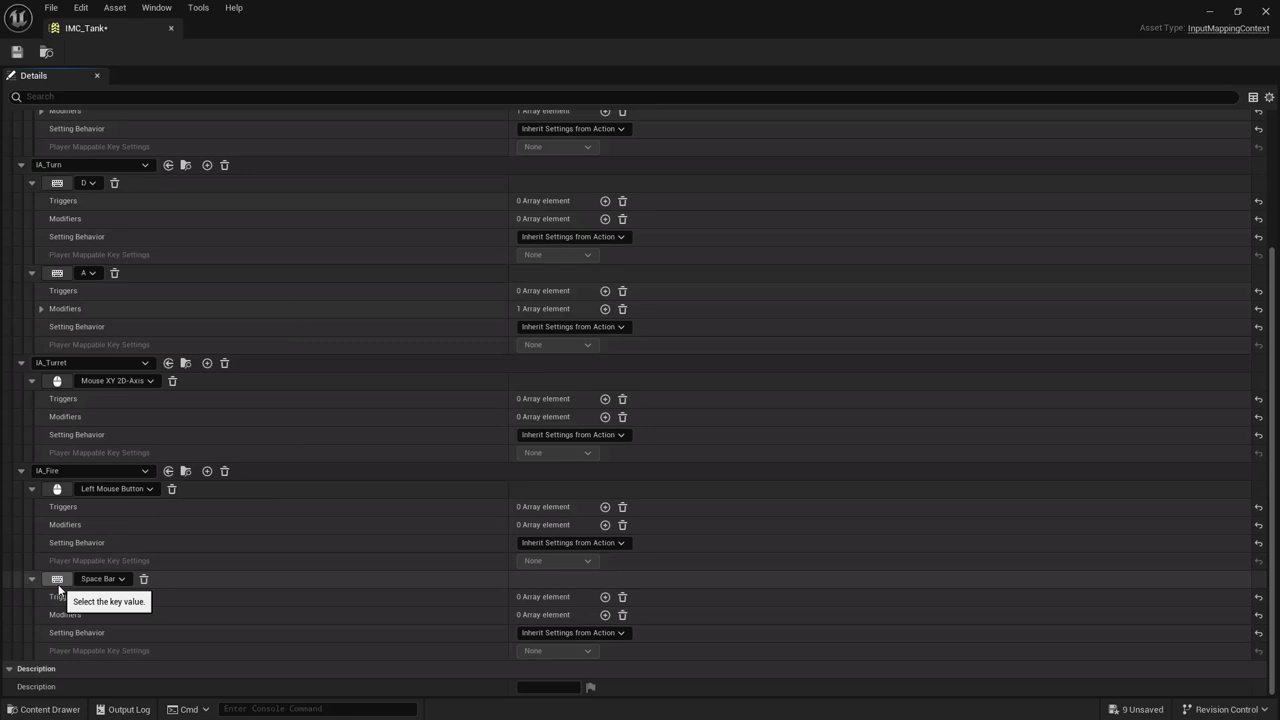 File Edit Asset Window Tools Help
IMC_Tank*
Asset Type: InputMappingContext
Details
Search
Modifiers 1 Array element
Setting Behavior Inherit Settings from Action
Player Mappable Key Settings None
IA_Turn
D
Triggers 0 Array element
Modifiers 0 Array element
Setting Behavior Inherit Settings from Action
Player Mappable Key Settings None
A
Triggers 0 Array element
Modifiers 1 Array element
Setting Behavior Inherit Settings from Action
Player Mappable Key Settings None
IA_Turret
Mouse XY 2D-Axis
Triggers 0 Array element
Modifiers 0 Array element
Setting Behavior Inherit Settings from Action
Player Mappable Key Settings None
IA_Fire
Left Mouse Button
Triggers 0 Array element
Modifiers 0 Array element
Setting Behavior Inherit Settings from Action
Player Mappable Key Settings None
Space Bar
Trigg 0 Array element
Select the key value.
Modifiers 0 Array element
Setting Behavior Inherit Settings from Action
Player Mappable Key Settings None
Description
Description
Content Drawer Output Log Cmd Enter Console Command 9 Unsaved Revision Control